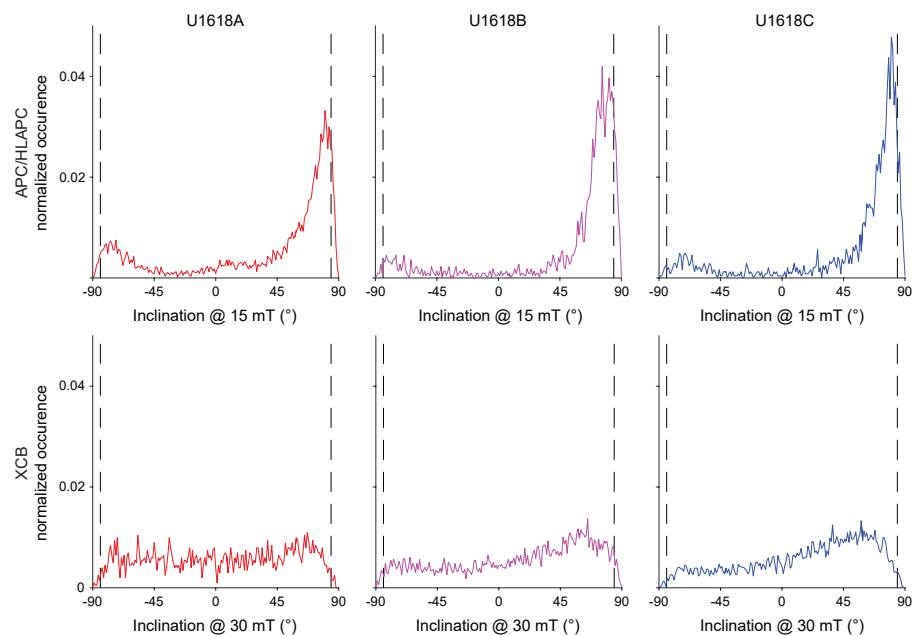 U1618A U1618B U1618C
APC/HLAPC
normalized occurence
0.04
0.02
0
-90 -45 0 45 90 -90 -45 0 45 90 -90 -45 0 45 90
Inclination @ 15 mT (°) Inclination @ 15 mT (°) Inclination @ 15 mT (°)
XCB
normalized occurence
0.04
0.02
0
-90 -45 0 45 90 -90 -45 0 45 90 -90 -45 0 45 90
Inclination @ 30 mT (°) Inclination @ 30 mT (°) Inclination @ 30 mT (°)